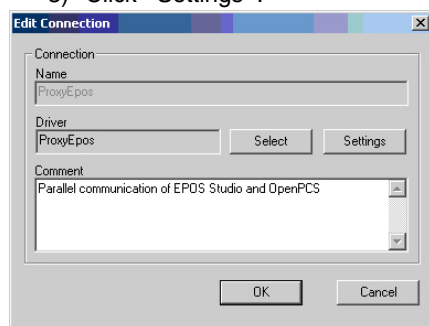 Click "Settings".
Edit Connection
Connection
Name
ProxyEpos
Driver
ProxyEpos
Select
Settings
Comment
Parallel communication of EPOS Studio and OpenPCS
OK
Cancel